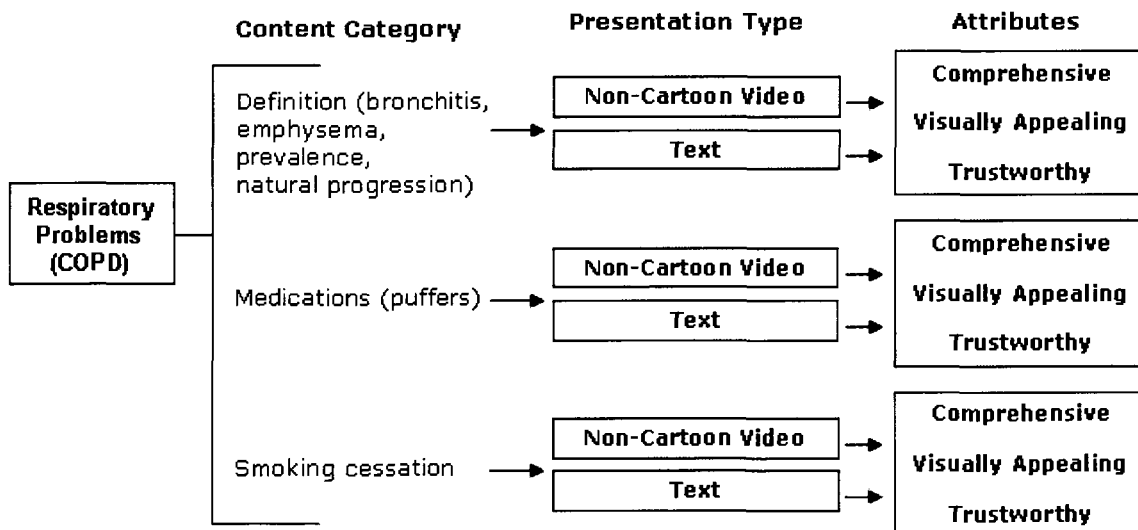 Content Category
Presentation Type
Attributes
Respiratory
Problems
(COPD)
Definition (bronchitis,
emphysema,
prevalence,
natural progression)
Non-Cartoon Video
Text
Comprehensive
Visually Appealing
Trustworthy
Medications (puffers)
Non-Cartoon Video
Text
Comprehensive
Visually Appealing
Trustworthy
Smoking cessation
Non-Cartoon Video
Text
Comprehensive
Visually Appealing
Trustworthy